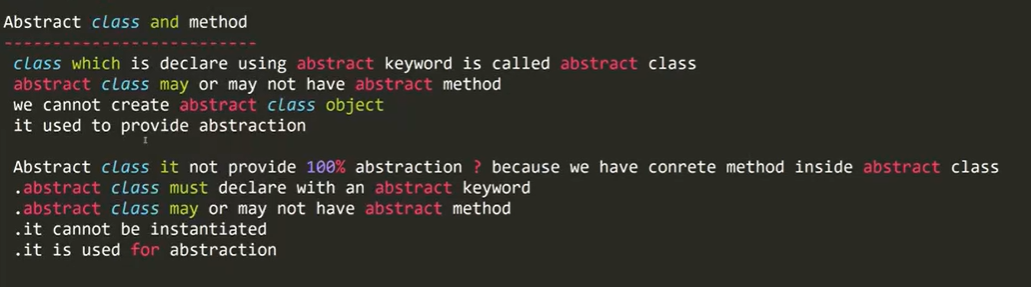 Abstract class and method
--------------------------
class which is declare using abstract keyword is called abstract class
abstract class may or may not have abstract method
we cannot create abstract class object
it used to provide abstraction
Abstract class it not provide 100% abstraction ? because we have conrete method inside abstract class
.abstract class must declare with an abstract keyword
.abstract class may or may not have abstract method
.it cannot be instantiated
.it is used for abstraction